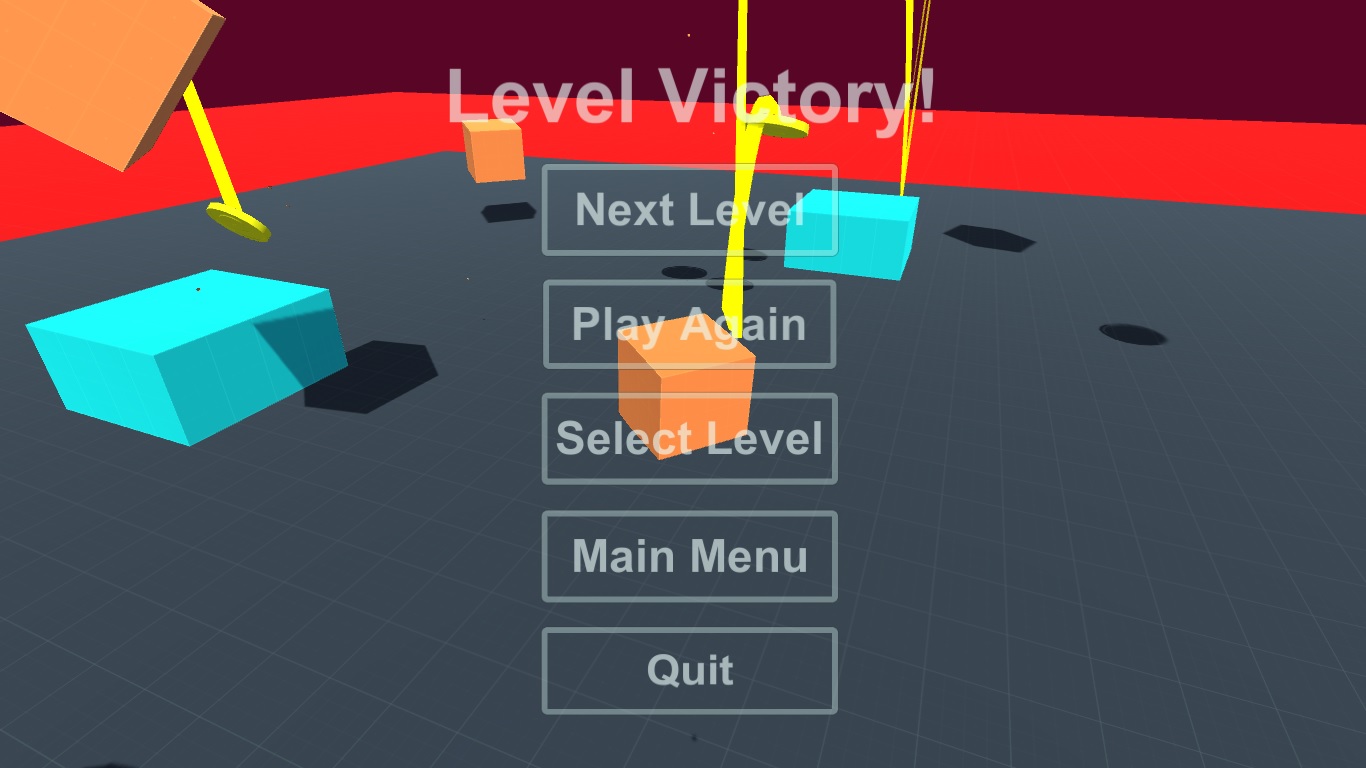 Level Victory!
Next Level
Play Again
Select Level
Main Menu
Quit